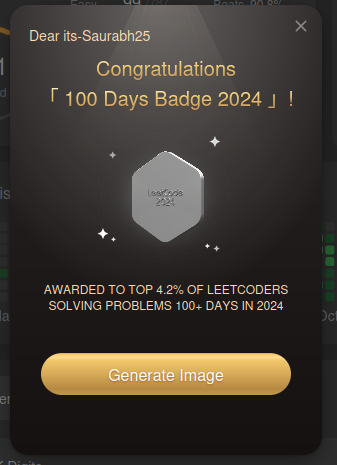 Easy
Beats 90.8%
Dear its-Saurabh25
Congratulations
「 100 Days Badge 2024 」!
LeetCode
2024
AWARDED TO TOP 4.2% OF LEETCODERS
SOLVING PROBLEMS 100+ DAYS IN 2024
Oct
Generate Image